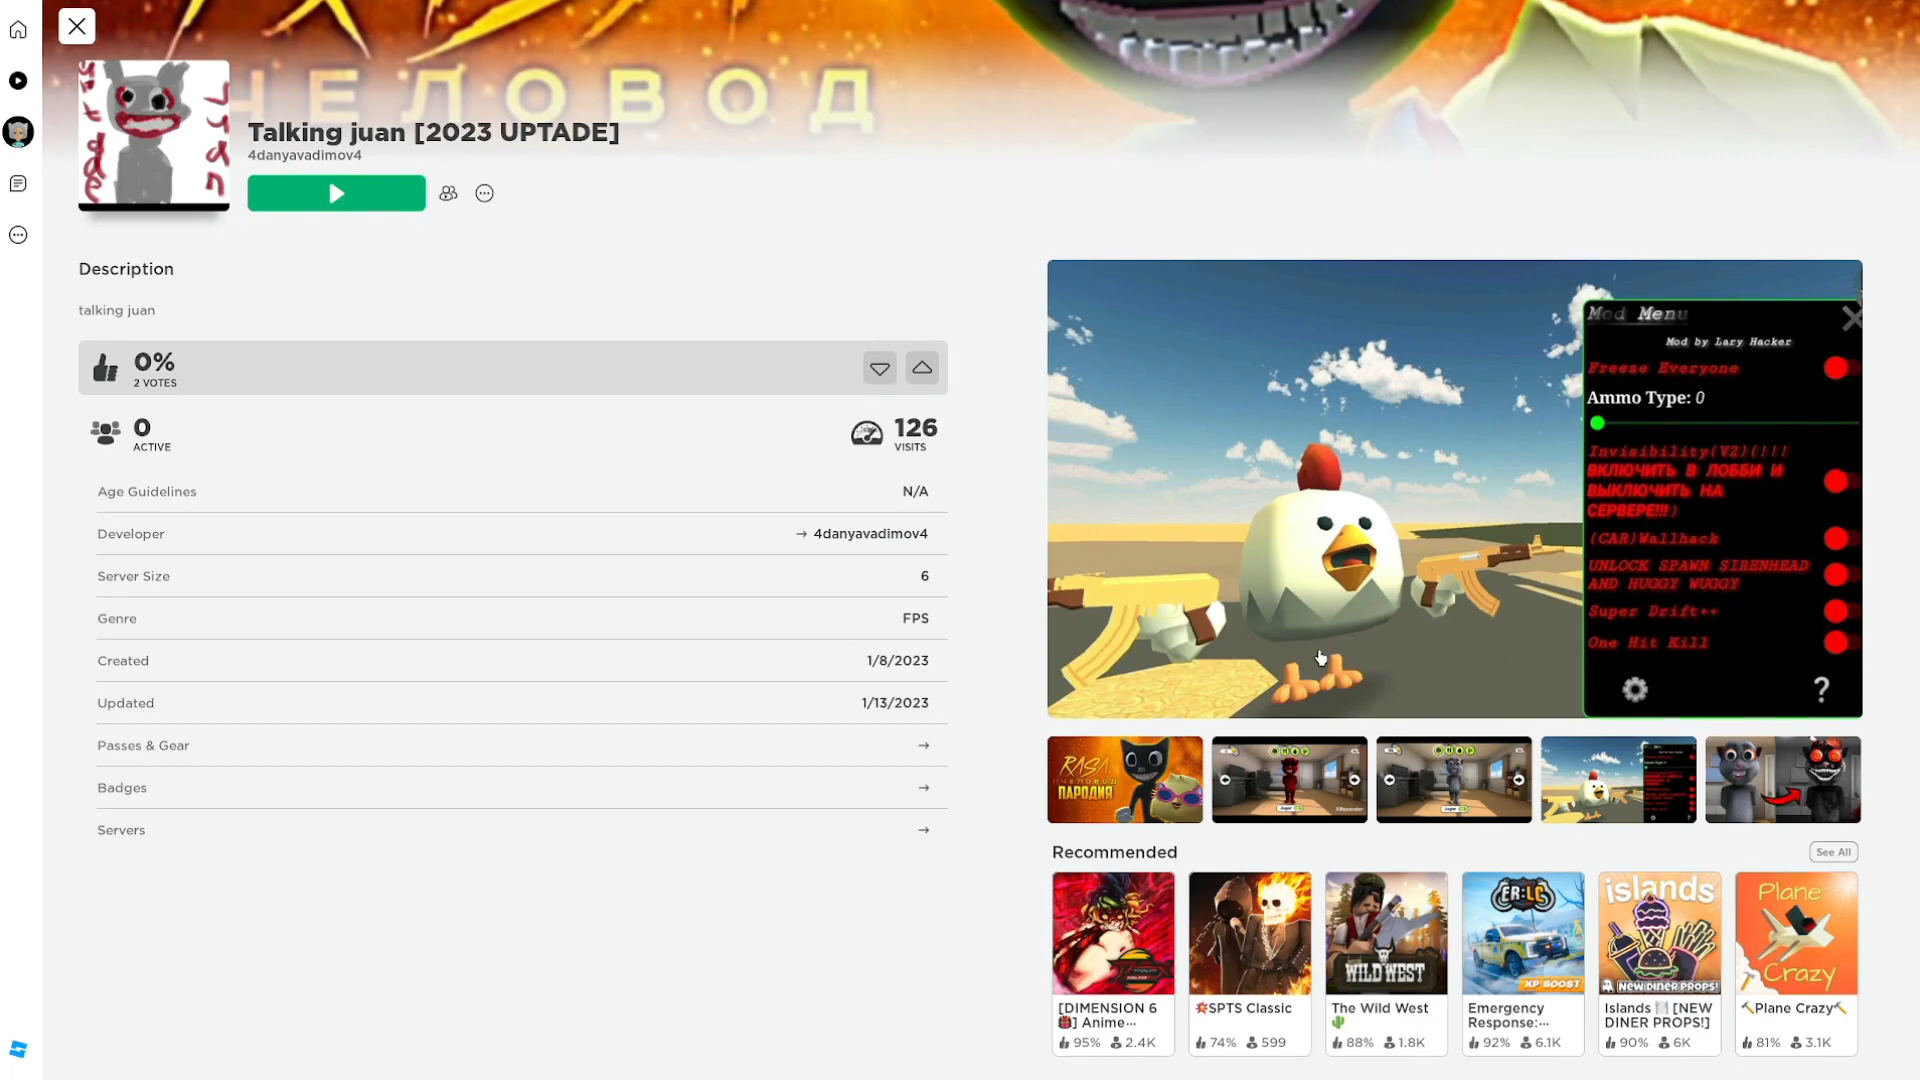 ЧЕЛОВОД
Talking juan [2023 UPTADE]
4danyavadimov4
Description
talking juan
0%
2 VOTES
0
ACTIVE
126
VISITS
Age Guidelines
N/A
Developer
→ 4danyavadimov4
Server Size
6
Genre
FPS
Created
1/8/2023
Updated
1/13/2023
Passes & Gear
→
Badges
→
Servers
→
Mod Menu
Mod by Lary Hacker
Freeze Everyone
Ammo Type: 0
Invisibility(V2)(!!!
ВКЛЮЧИТЬ В ЛОББИ И
ВЫКЛЮЧИТЬ НА
СЕРВЕРЕ!!!)
(CAR)Wallhack
UNLOCK SPAWN SIRENHEAD
AND HUGGY WUGGY
Super Drift++
One Hit Kill
?
RASA
ПЧЕЛОВОД
ПАРОДИЯ
Recommended
See All
ER:LC
XP BOOST
WILD WEST
islands
NEW DINER PROPS!
Plane
Crazy
[DIMENSION 6
] Anime...
95% 2.4K
SPTS Classic
74% 599
The Wild West
88% 1.8K
Emergency
Response:...
92% 6.1K
Islands [NEW
DINER PROPS!]
90% 6K
Plane Crazy
81% 3.1K